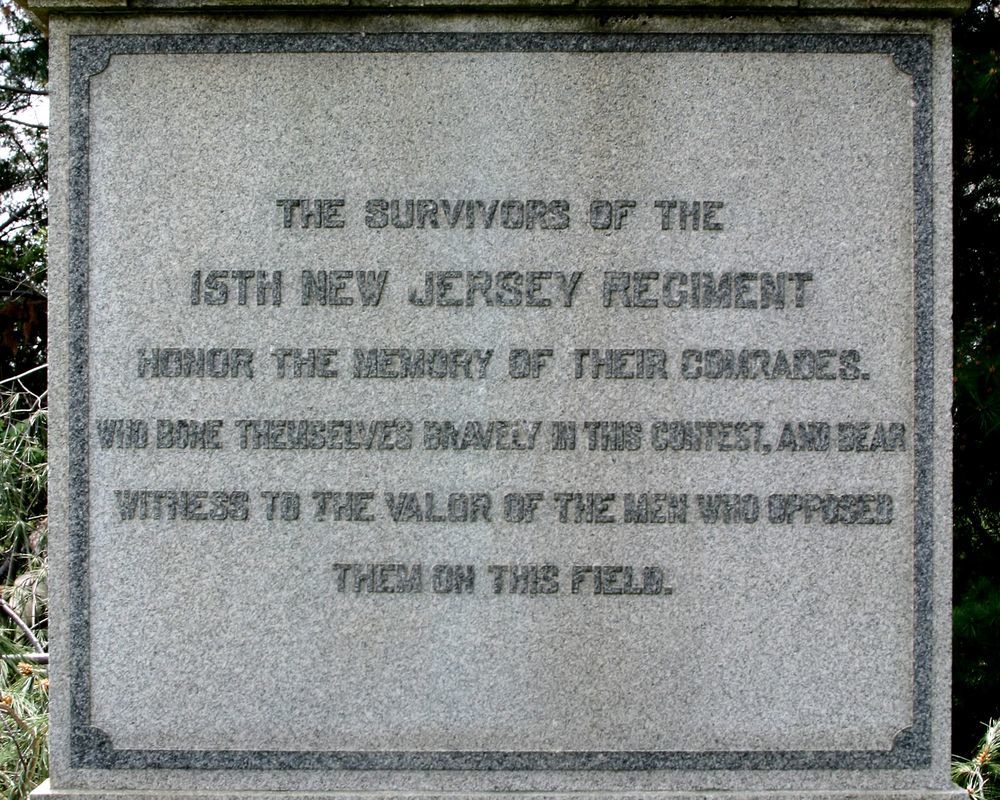 THE SURVIVORS OF THE
15TH NEW JERSEY REGIMENT
HONOR THE MEMORY OF THEIR COMRADES.
WHO BORE THEMSELVES BRAVELY IN THIS CONTEST, AND BEAR
WITNESS TO THE VALOR OF THE MEN WHO OPPOSED
THEM ON THIS FIELD.